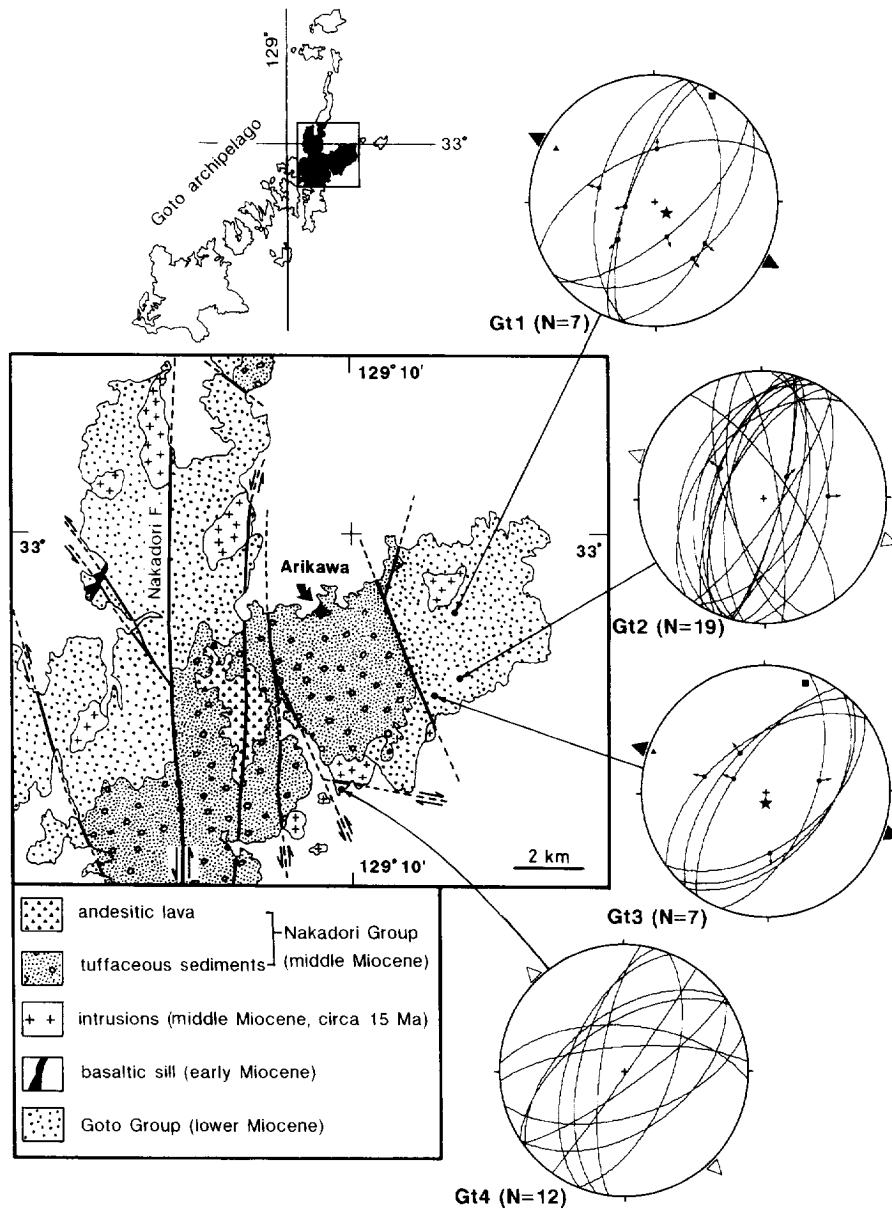 129°
33°
Goto archipelago
Gt1 (N=7)
129° 10'
Nakadori F.
33°
33°
Arikawa
Gt2 (N=19)
129° 10'
2 km
Gt3 (N=7)
andesitic lava
tuffaceous sediments
Nakadori Group
(middle Miocene)
intrusions (middle Miocene, circa 15 Ma)
basaltic sill (early Miocene)
Goto Group (lower Miocene)
Gt4 (N=12)